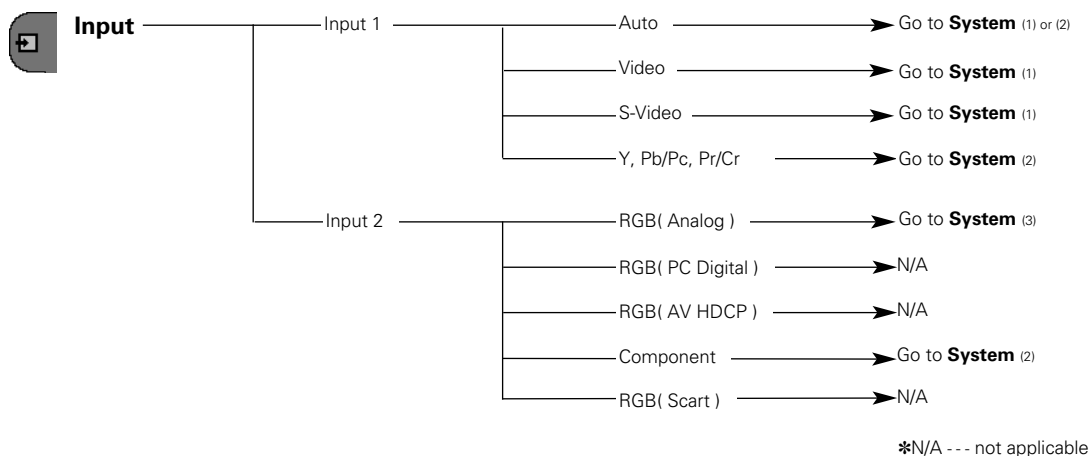 Input Input 1 Auto Go to System (1) or (2)
Video Go to System (1)
S-Video Go to System (1)
Y, Pb/Pc, Pr/Cr Go to System (2)
Input 2 RGB( Analog ) Go to System (3)
RGB( PC Digital ) N/A
RGB( AV HDCP ) N/A
Component Go to System (2)
RGB( Scart ) N/A
✽N/A - - - not applicable